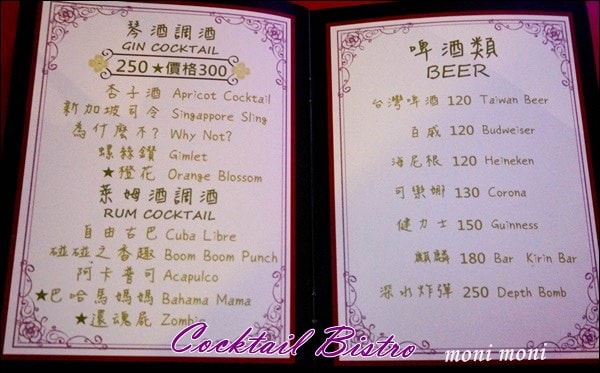 琴酒調酒
GIN COCKTAIL
250★價格300
杏子酒 Apricot Cocktail
新加坡司令 Singappore Sling
為什麼不? Why Not?
螺絲鑽 Gimlet
★橙花 Orange Blossom
萊姆酒調酒
RUM COCKTAIL
自由古巴 Cuba Libre
碰碰之香趣 Boom Boom Punch
阿卡普司 Acapulco
★巴哈馬媽媽 Bahama Mama
★還魂屍 Zombie
啤酒類
BEER
台灣啤酒 120 Taiwan Beer
百威 120 Budweiser
海尼根 120 Heineken
可樂娜 130 Corona
健力士 150 Guinness
麒麟 180 Bar Kirin Bar
深水炸彈 250 Depth Bomb
Cocktail Bistro
moni moni